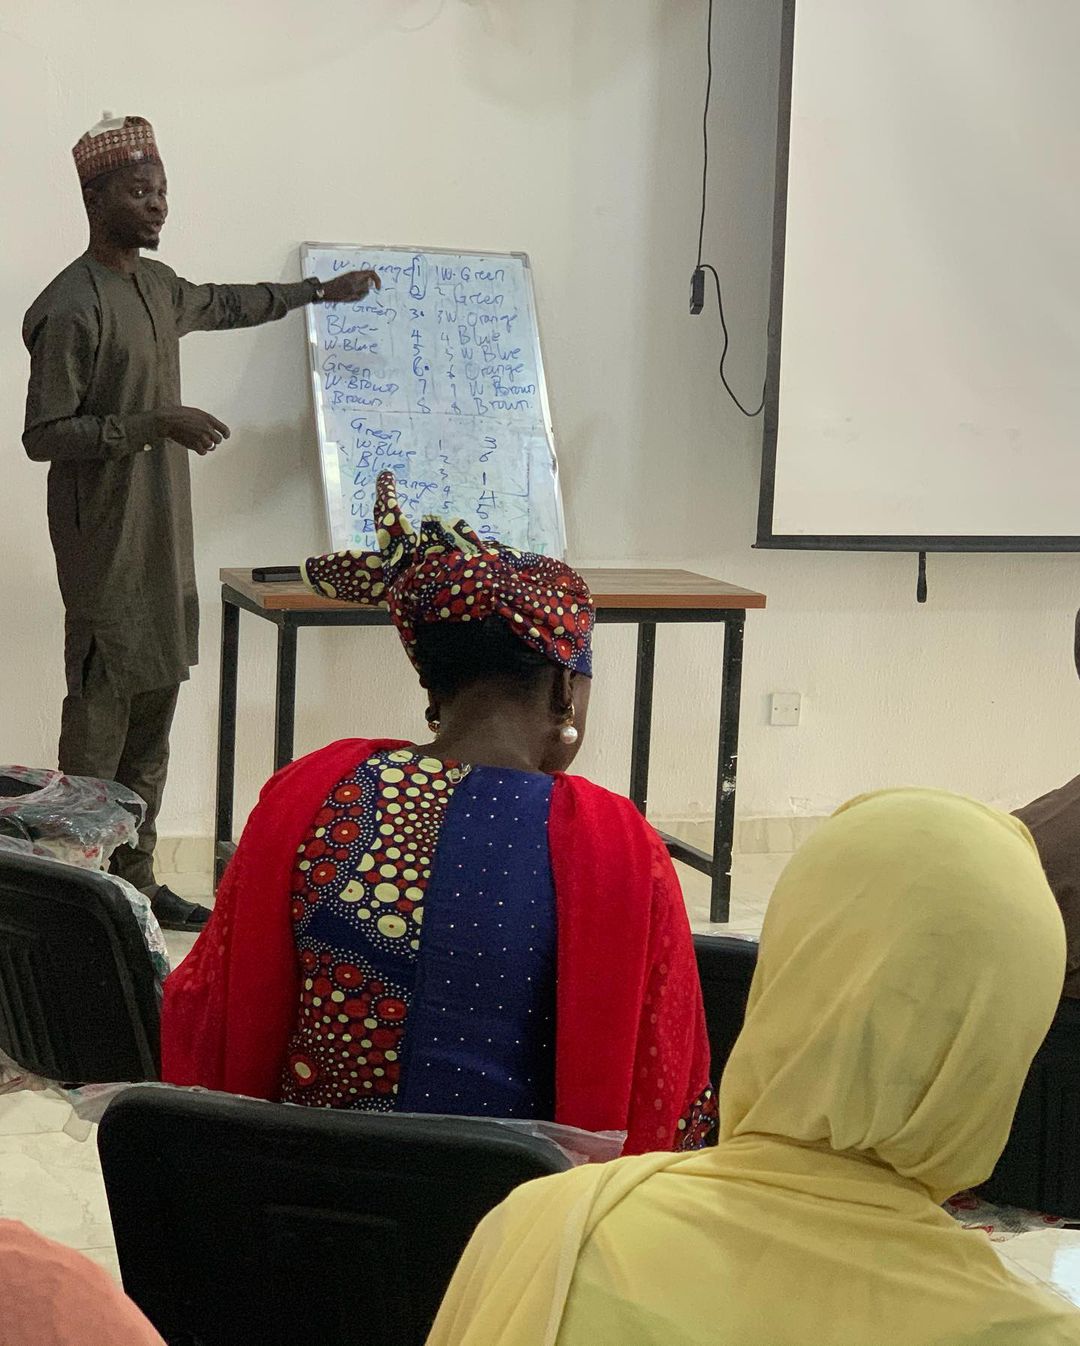 W. Orange 1 1 W. Green
2 2 Green
W. Green 3. 3 W. Orange
Blue- 4 4 Blue
W. Blue 5 5 W Blue
Green 6. 6 Orange
W. Brown 7 7 W Brown
Brown 8 8 Brown.
Green
W. Blue 1 3
Blue 2 6
W. Orange 3 1
Orange 4 4
5 5
2